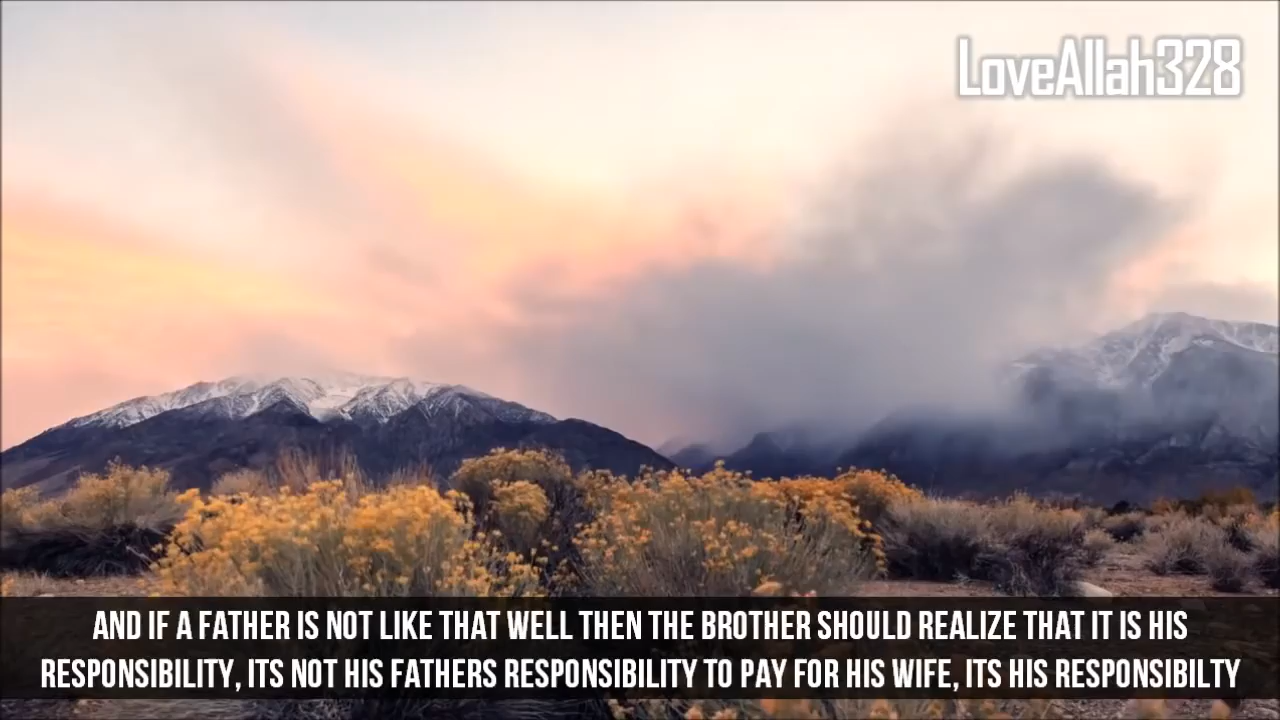 LoveAllah328
AND IF A FATHER IS NOT LIKE THAT WELL THEN THE BROTHER SHOULD REALIZE THAT IT IS HIS
RESPONSIBILITY, ITS NOT HIS FATHERS RESPONSIBILITY TO PAY FOR HIS WIFE, ITS HIS RESPONSIBILTY